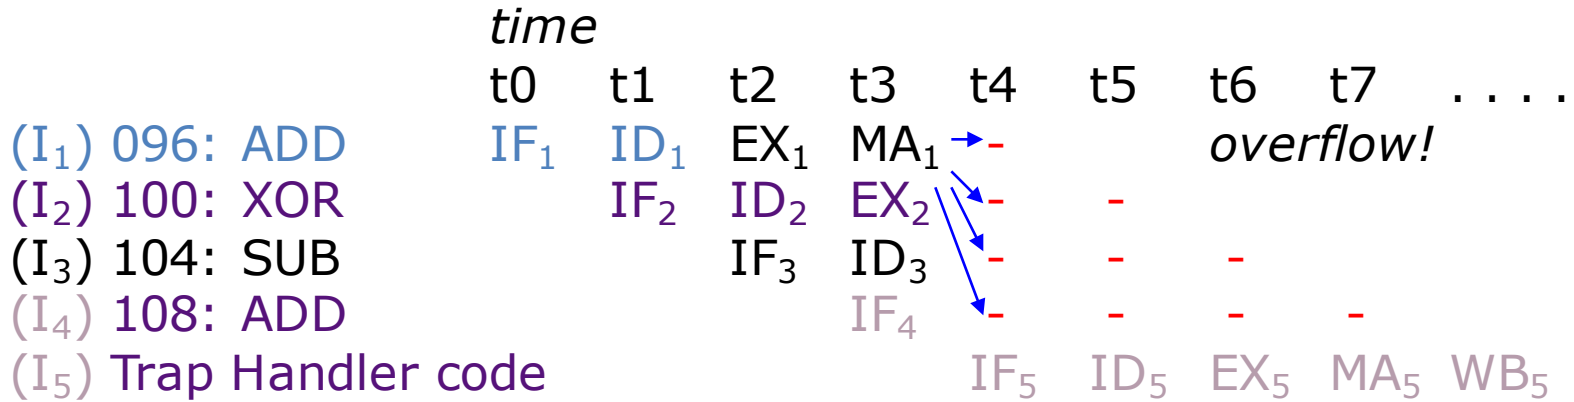 time
t0 t1 t2 t3 t4 t5 t6 t7 . . . .
(I₁) 096: ADD IF₁ ID₁ EX₁ MA₁ - overflow!
(I₂) 100: XOR IF₂ ID₂ EX₂ - -
(I₃) 104: SUB IF₃ ID₃ - - -
(I₄) 108: ADD IF₄ - - - -
(I₅) Trap Handler code IF₅ ID₅ EX₅ MA₅ WB₅